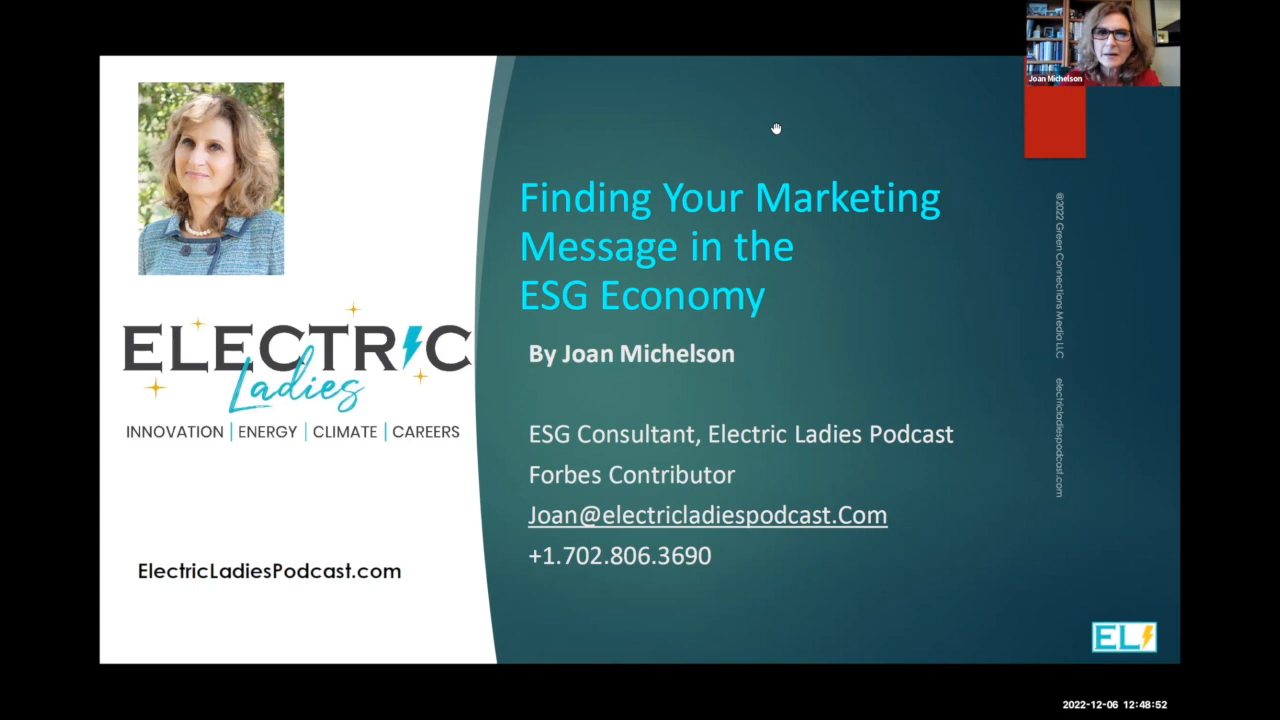 Joan Michelson
Finding Your Marketing
Message in the
ESG Economy
By Joan Michelson
ESG Consultant, Electric Ladies Podcast
Forbes Contributor
Joan@electricladiespodcast.Com
+1.702.806.3690
ELECTRIC
Ladies
INNOVATION | ENERGY | CLIMATE | CAREERS
ElectricLadiesPodcast.com
@2022 Green Connections Media LLC electricladiespodcast.com
EL
2022-12-06 12:48:52